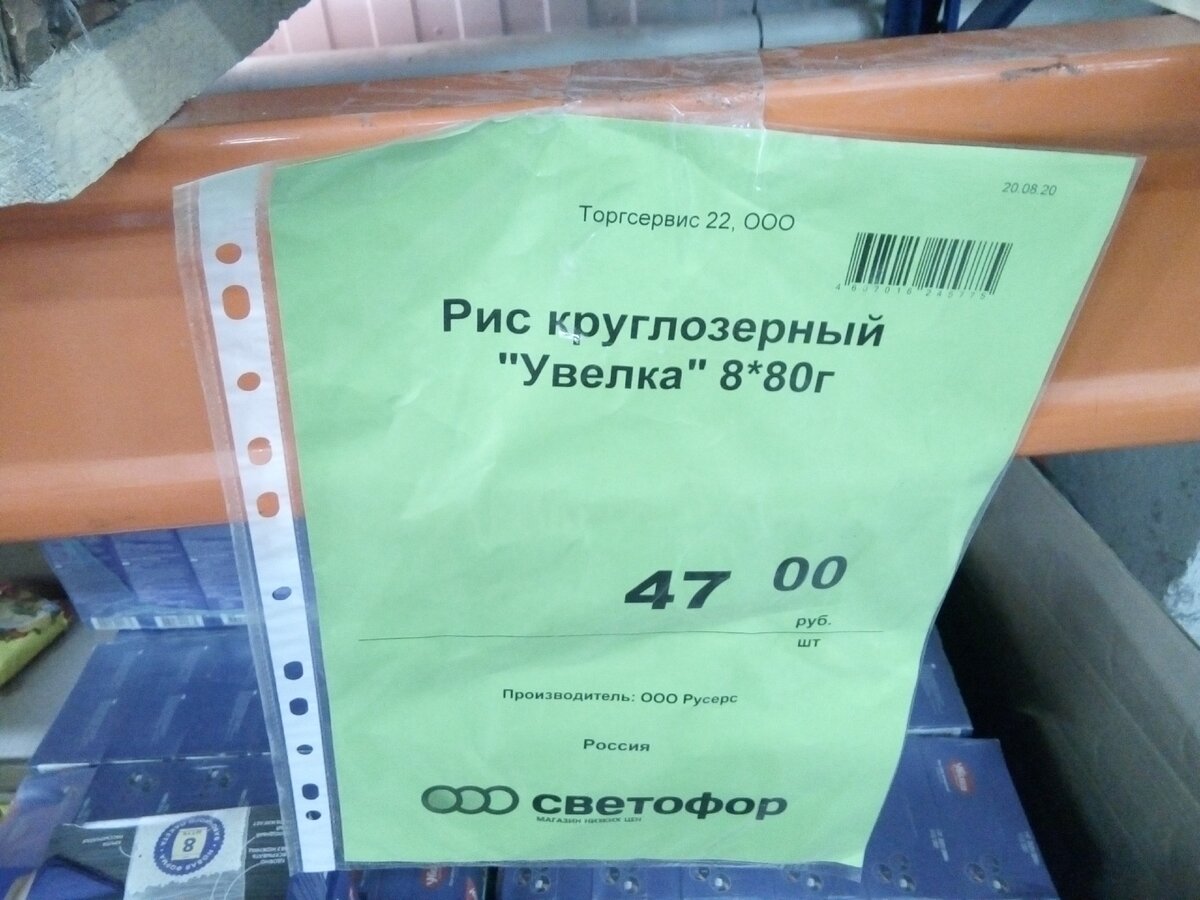 20.08.20
Торгсервис 22, ООО
Рис круглозерный
"Увелка" 8*80г
47 00
руб.
шт
Производитель: ООО Русерс
Россия
светофор
МАГАЗИН НИЗКИХ ЦЕН
8